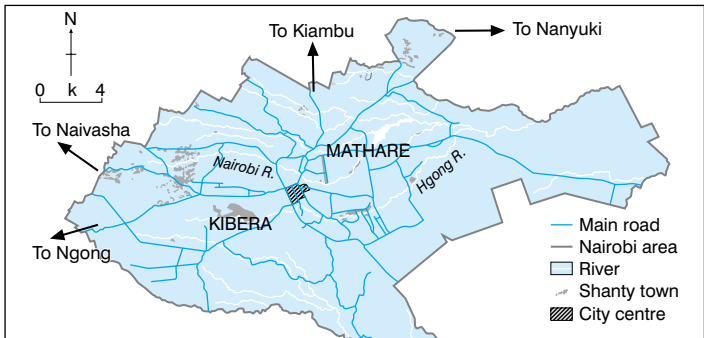 N
0 k 4
To Kiambu
To Nanyuki
To Naivasha
Nairobi R.
MATHARE
Hgong R.
KIBERA
To Ngong
Main road
Nairobi area
River
Shanty town
City centre